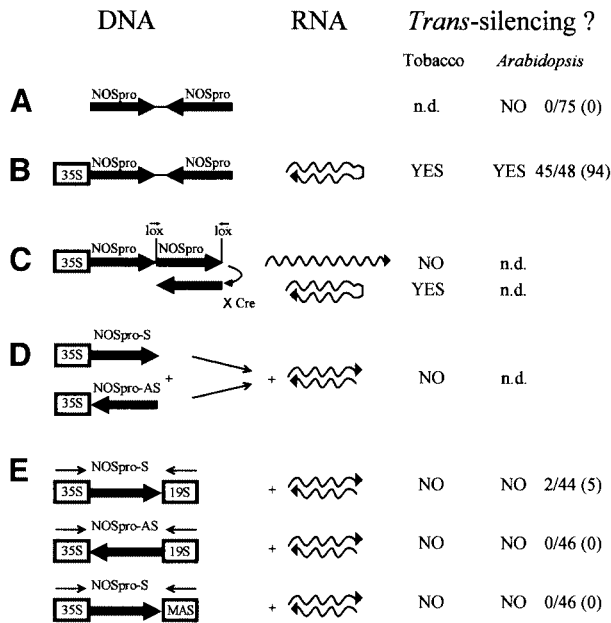 DNA RNA Trans-silencing ?
Tobacco Arabidopsis
A NOSpro NOSpro n.d. NO 0/75 (0)
B 35S NOSpro NOSpro YES YES 45/48 (94)
lox lox
C 35S NOSpro NOSpro NO n.d.
X Cre YES n.d.
D 35S NOSpro-S
+ + NO n.d.
35S NOSpro-AS
E NOSpro-S
35S 19S + NO NO 2/44 (5)
NOSpro-AS
35S 19S + NO NO 0/46 (0)
NOSpro-S
35S MAS + NO NO 0/46 (0)